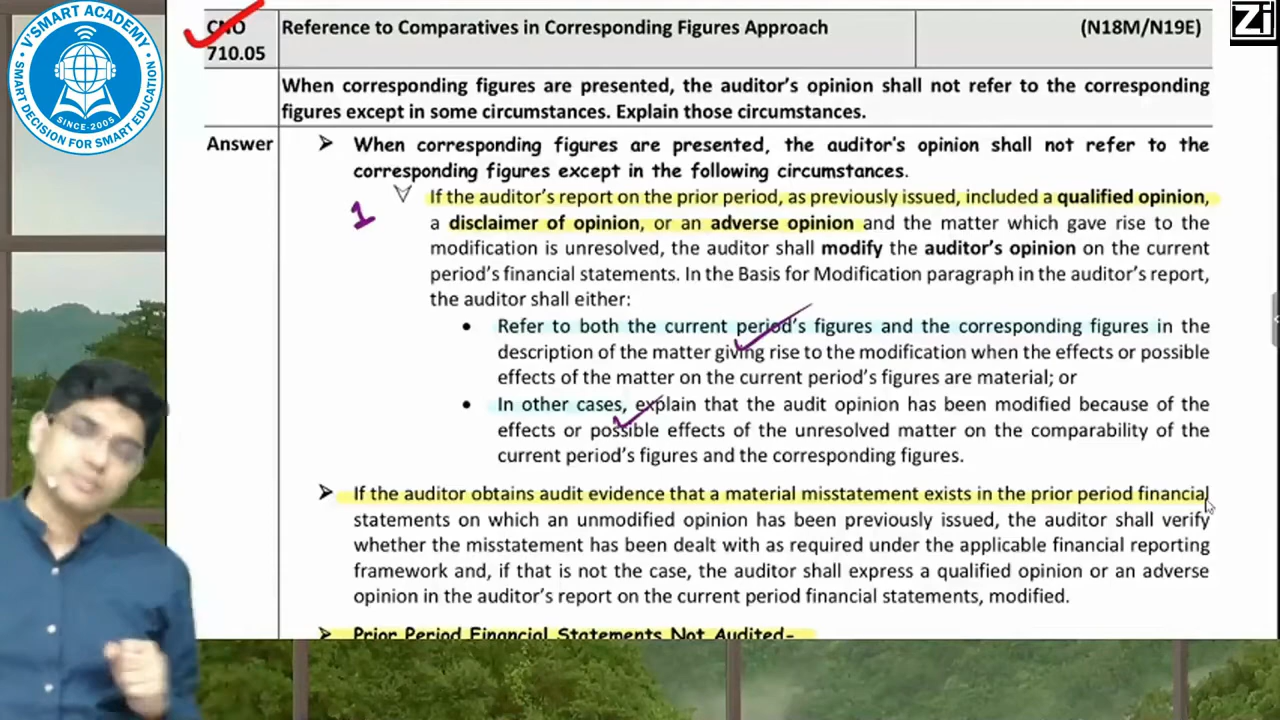 V'SMART ACADEMY
SINCE-2005
SMART DECISION FOR SMART EDUCATION
Zi
CNO
710.05
Reference to Comparatives in Corresponding Figures Approach
(N18M/N19E)
When corresponding figures are presented, the auditor's opinion shall not refer to the corresponding
figures except in some circumstances. Explain those circumstances.
Answer
➤ When corresponding figures are presented, the auditor's opinion shall not refer to the
corresponding figures except in the following circumstances.
1
If the auditor's report on the prior period, as previously issued, included a qualified opinion,
a disclaimer of opinion, or an adverse opinion and the matter which gave rise to the
modification is unresolved, the auditor shall modify the auditor's opinion on the current
period's financial statements. In the Basis for Modification paragraph in the auditor's report,
the auditor shall either:
• Refer to both the current period's figures and the corresponding figures in the
description of the matter giving rise to the modification when the effects or possible
effects of the matter on the current period's figures are material; or
• In other cases, explain that the audit opinion has been modified because of the
effects or possible effects of the unresolved matter on the comparability of the
current period's figures and the corresponding figures.
➤ If the auditor obtains audit evidence that a material misstatement exists in the prior period financial
statements on which an unmodified opinion has been previously issued, the auditor shall verify
whether the misstatement has been dealt with as required under the applicable financial reporting
framework and, if that is not the case, the auditor shall express a qualified opinion or an adverse
opinion in the auditor's report on the current period financial statements, modified.
➤ Prior Period Financial Statements Not Audited-